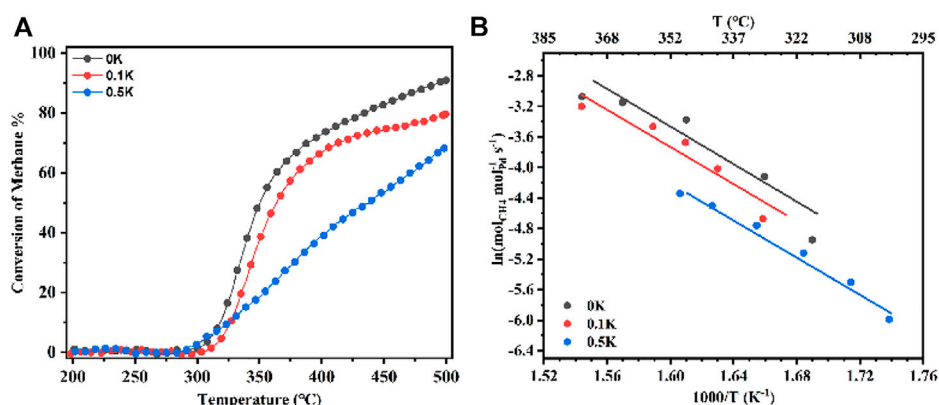 A
Conversion of Methane %
100
80
60
40
20
0
0K
0.1K
0.5K
200 250 300 350 400 450 500
Temperature (°C)
B
T (°C)
385 368 352 337 322 308 295
ln(mol_CH4 mol_Pd^-1 s^-1)
-2.8
-3.2
-3.6
-4.0
-4.4
-4.8
-5.2
-5.6
-6.0
-6.4
0K
0.1K
0.5K
1.52 1.56 1.60 1.64 1.68 1.72 1.76
1000/T (K^-1)